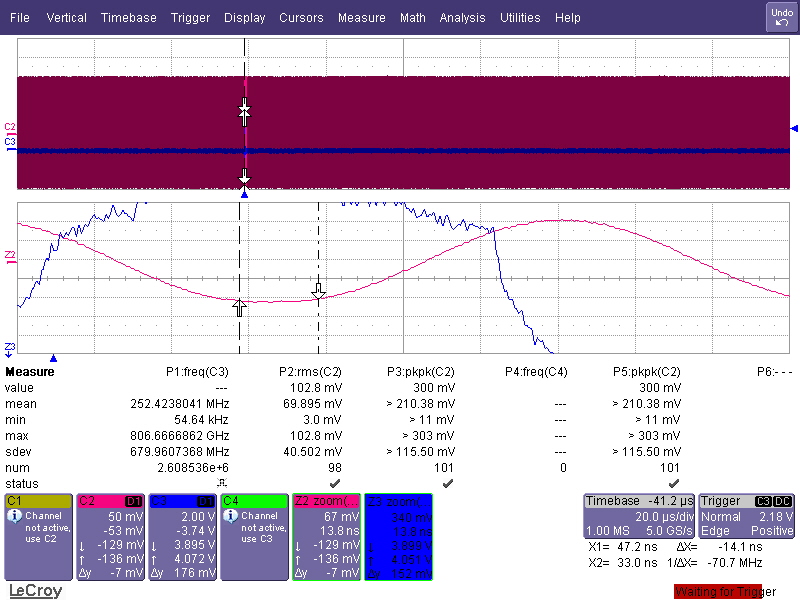 File Vertical Timebase Trigger Display Cursors Measure Math Analysis Utilities Help Undo
C2
C3
Z2
Z3
Measure P1:freq(C3) P2:rms(C2) P3:pkpk(C2) P4:freq(C4) P5:pkpk(C2) P6:- - -
value --- 102.8 mV 300 mV 300 mV
mean 252.4238041 MHz 69.895 mV > 210.38 mV --- > 210.38 mV
min 54.64 kHz 3.0 mV > 11 mV --- > 11 mV
max 806.6666862 GHz 102.8 mV > 303 mV --- > 303 mV
sdev 679.9607368 MHz 40.502 mV > 115.50 mV --- > 115.50 mV
num 2.608536e+6 98 101 0 101
status
C1
Channel
not active,
use C2
C2 D1
50 mV
-53 mV
↓ -129 mV
↑ -136 mV
Δy -7 mV
C3 D1
2.00 V
-3.74 V
↓ 3.895 V
↑ 4.072 V
Δy 176 mV
C4
Channel
not active,
use C3
Z2 zoom(...
67 mV
13.8 ns
↓ -129 mV
↑ -136 mV
Δy -7 mV
Z3 zoom(
340 mV
13.8 ns
↓ 3.899 V
↑ 4.051 V
Δy 152 mV
Timebase -41.2 µs
20.0 µs/div
1.00 MS 5.0 GS/s
Trigger C3 DC
Normal 2.18 V
Edge Positive
X1= 47.2 ns ΔX= -14.1 ns
X2= 33.0 ns 1/ΔX= -70.7 MHz
LeCroy
Waiting for Trigger